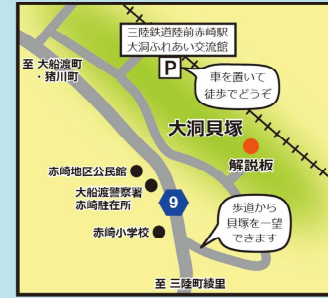 三陸鉄道陸前赤崎駅
大洞ふれあい交流館
至 大船渡町
・猪川町
P
車を置いて
徒歩でどうぞ
大洞貝塚
解説板
赤崎地区公民館
大船渡警察署
赤崎駐在所
9
赤崎小学校
歩道から
貝塚を一望
できます
至 三陸町綾里